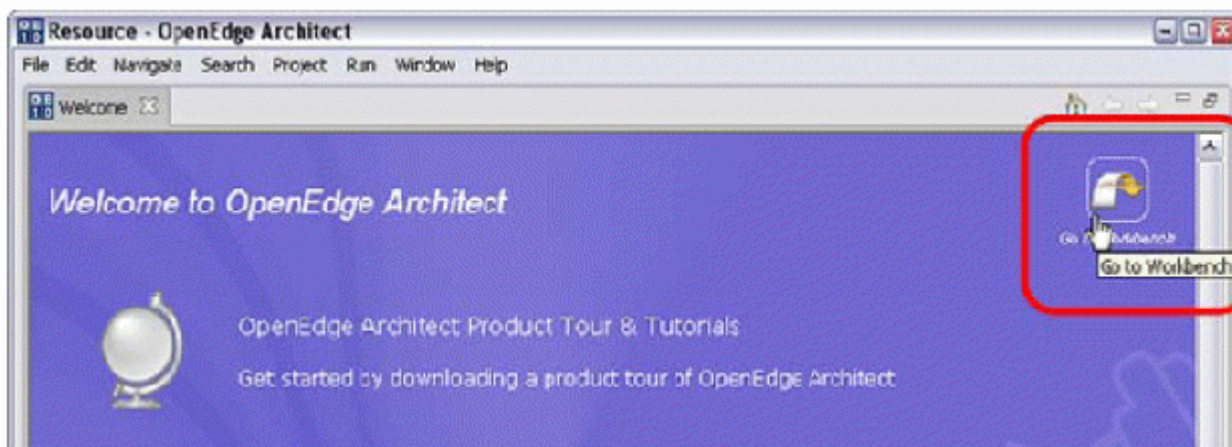 Resource - OpenEdge Architect
File Edit Navigate Search Project Run Window Help
Welcome
Welcome to OpenEdge Architect
Go
Go to Workbench
OpenEdge Architect Product Tour & Tutorials
Get started by downloading a product tour of OpenEdge Architect